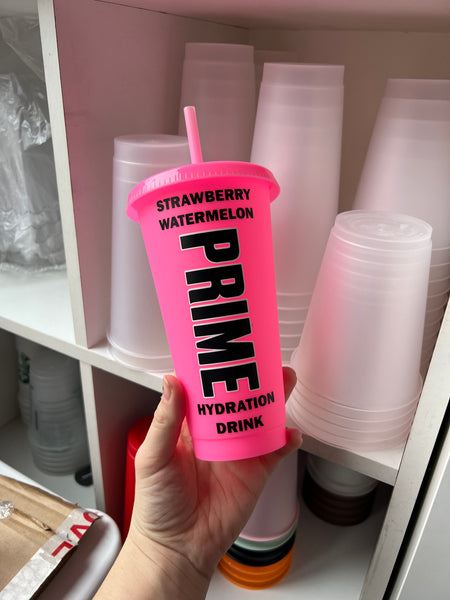 STRAWBERRY
WATERMELON
PRIME
HYDRATION
DRINK